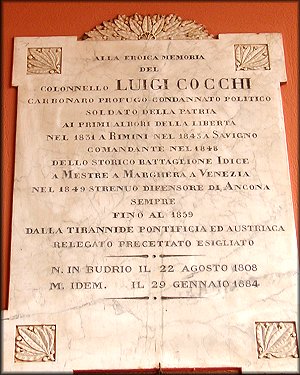 ALLA EROICA MEMORIA
DEL
COLONNELLO LUIGI COCCHI
CARBONARO PROFUGO CONDANNATO POLITICO
SOLDATO DELLA PATRIA
AI PRIMI ALBORI DELLA LIBERTÀ
NEL 1831 A RIMINI NEL 1843 A SAVIGNO
COMANDANTE NEL 1848
DELLO STORICO BATTAGLIONE IDICE
A MESTRE A MARGHERA A VENEZIA
NEL 1849 STRENUO DIFENSORE DI ANCONA
SEMPRE
FINO AL 1859
DALLA TIRANNIDE PONTIFICIA ED AUSTRIACA
RELEGATO PRECETTATO ESIGLIATO
N. IN BUDRIO IL 22 AGOSTO 1808
M. IDEM. IL 29 GENNAIO 1884